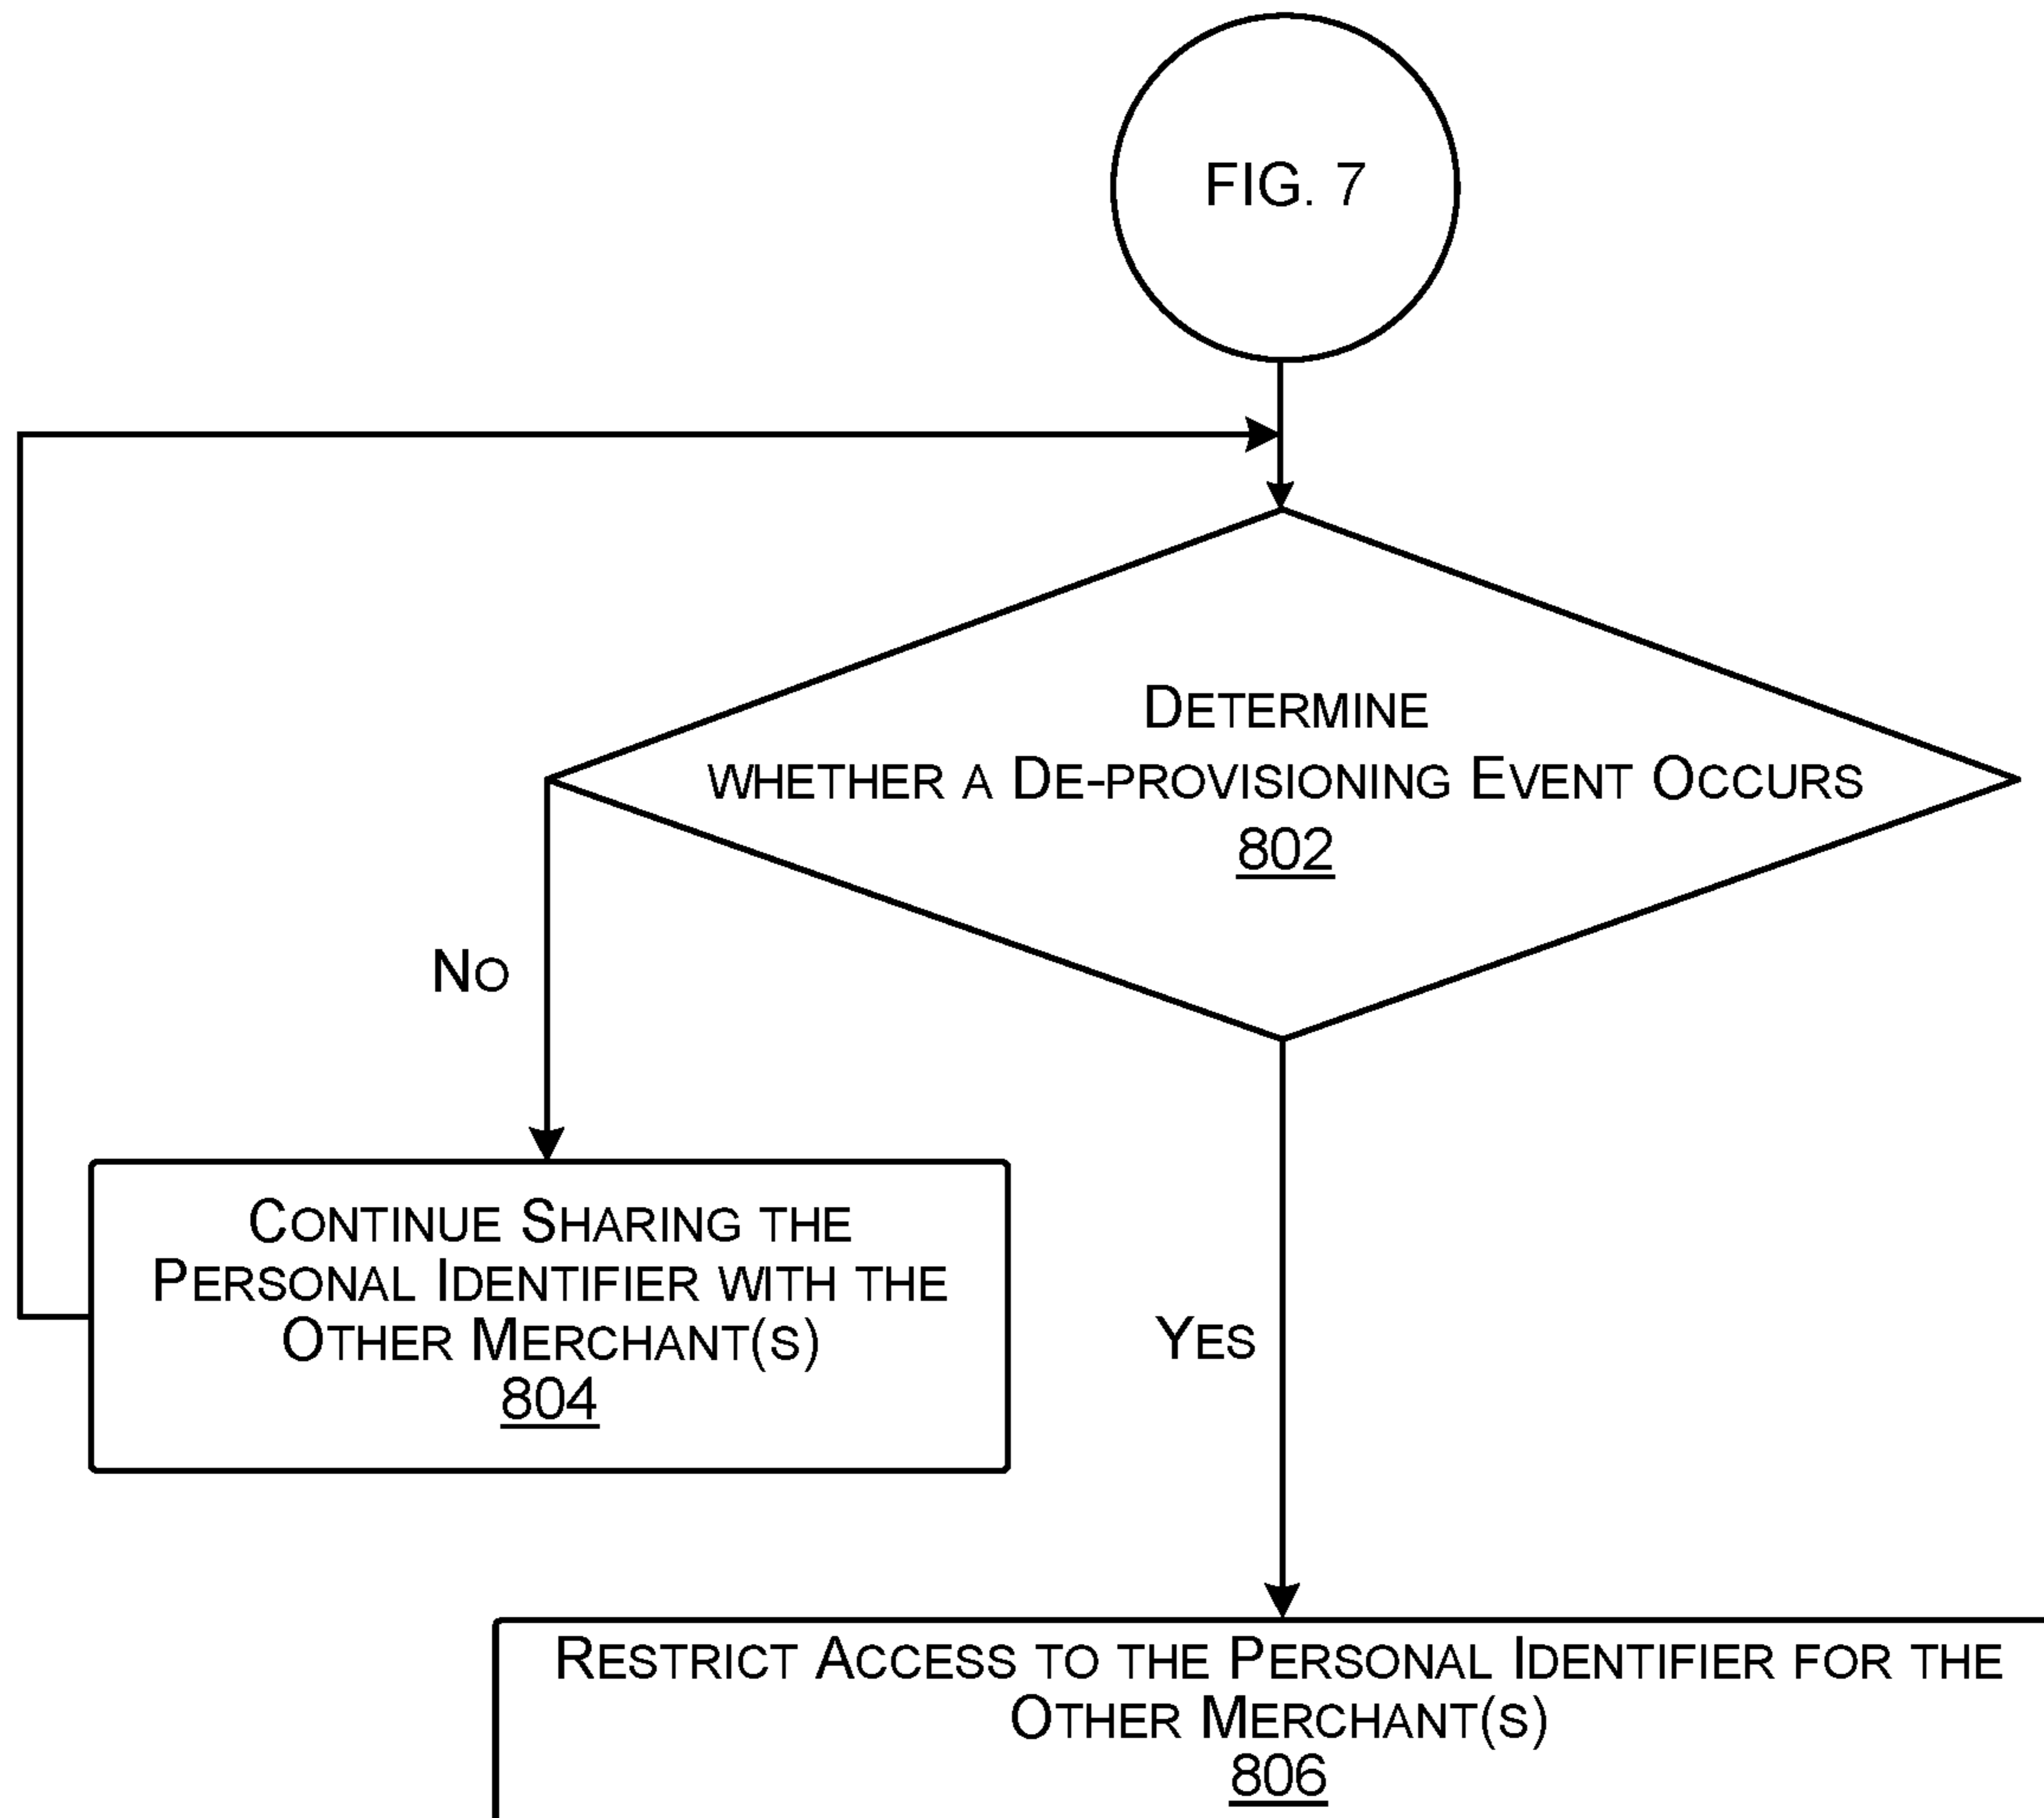 FIG. 7
DETERMINE
WHETHER A DE-PROVISIONING EVENT OCCURS
802
NO
CONTINUE SHARING THE
PERSONAL IDENTIFIER WITH THE
OTHER MERCHANT(S)
804
YES
RESTRICT ACCESS TO THE PERSONAL IDENTIFIER FOR THE
OTHER MERCHANT(S)
806